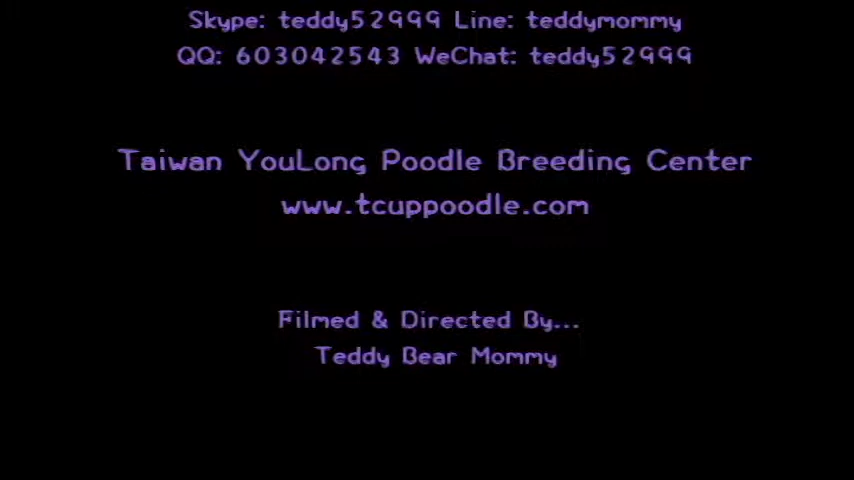 Skype: teddy52999 Line: teddymommy
QQ: 603042543 WeChat: teddy52999
Taiwan YouLong Poodle Breeding Center
www.tcuppoodle.com
Filmed & Directed By...
Teddy Bear Mommy